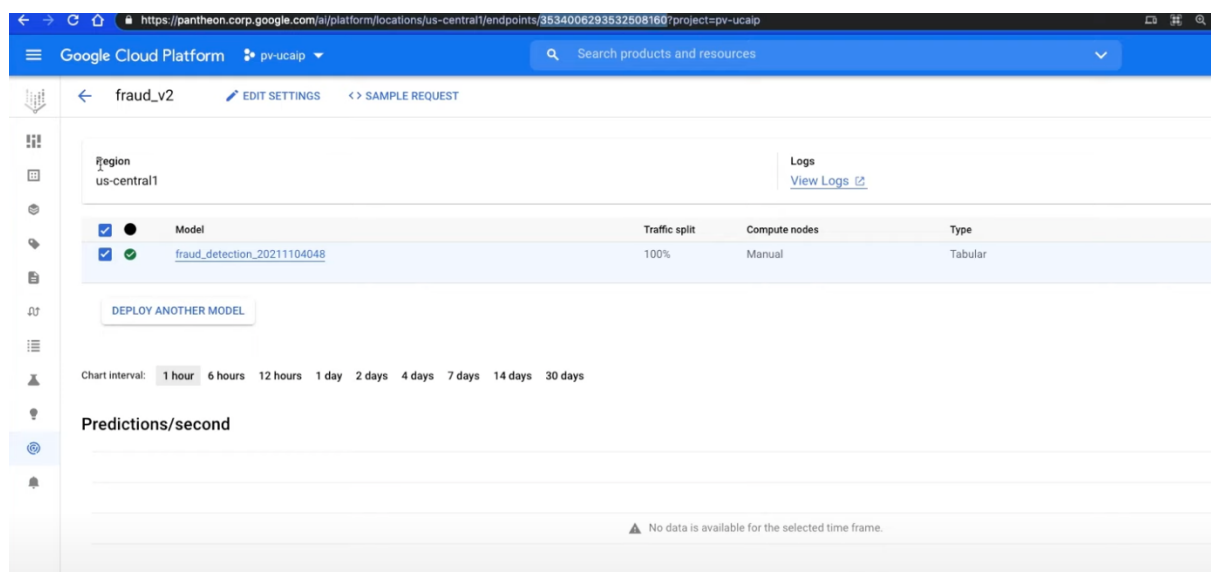 https://pantheon.corp.google.com/ai/platform/locations/us-central1/endpoints/3534006293532508160?project=pv-ucaip
Google Cloud Platform pv-ucaip Search products and resources
fraud_v2 EDIT SETTINGS <> SAMPLE REQUEST
Region Logs
us-central1 View Logs
Model Traffic split Compute nodes Type
fraud_detection_20211104048 100% Manual Tabular
DEPLOY ANOTHER MODEL
Chart interval: 1 hour 6 hours 12 hours 1 day 2 days 4 days 7 days 14 days 30 days
Predictions/second
No data is available for the selected time frame.